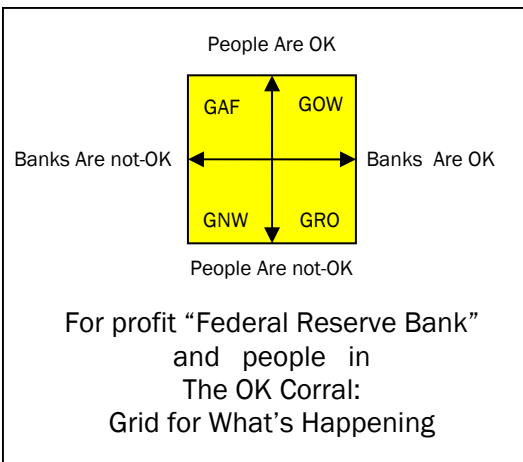 People Are OK
GAF GOW
Banks Are not-OK Banks Are OK
GNW GRO
People Are not-OK
For profit “Federal Reserve Bank”
and people in
The OK Corral:
Grid for What’s Happening